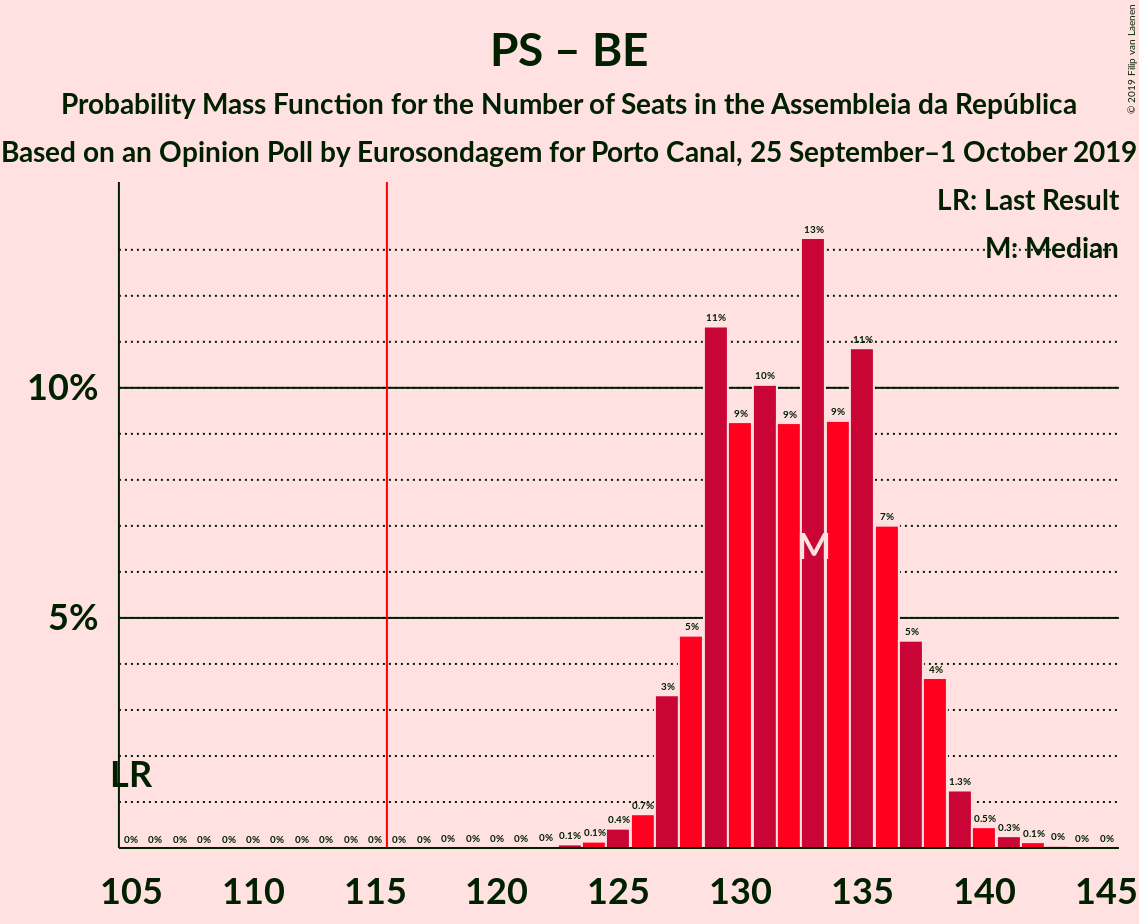 PS – BE
Probability Mass Function for the Number of Seats in the Assembleia da República
Based on an Opinion Poll by Eurosondagem for Porto Canal, 25 September–1 October 2019
© 2019 Filip van Laenen
LR: Last Result
M: Median
10%
5%
LR
M
0% 0% 0% 0% 0% 0% 0% 0% 0% 0% 0% 0% 0% 0% 0% 0% 0% 0% 0.1% 0.1% 0.4% 0.7% 3% 5% 11% 9% 10% 9% 13% 9% 11% 7% 5% 4% 1.3% 0.5% 0.3% 0.1% 0% 0% 0%
105 110 115 120 125 130 135 140 145